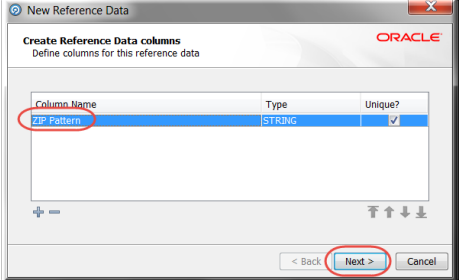 New Reference Data
Create Reference Data columns
Define columns for this reference data
ORACLE
Column Name Type Unique?
ZIP Pattern STRING
< Back Next > Cancel